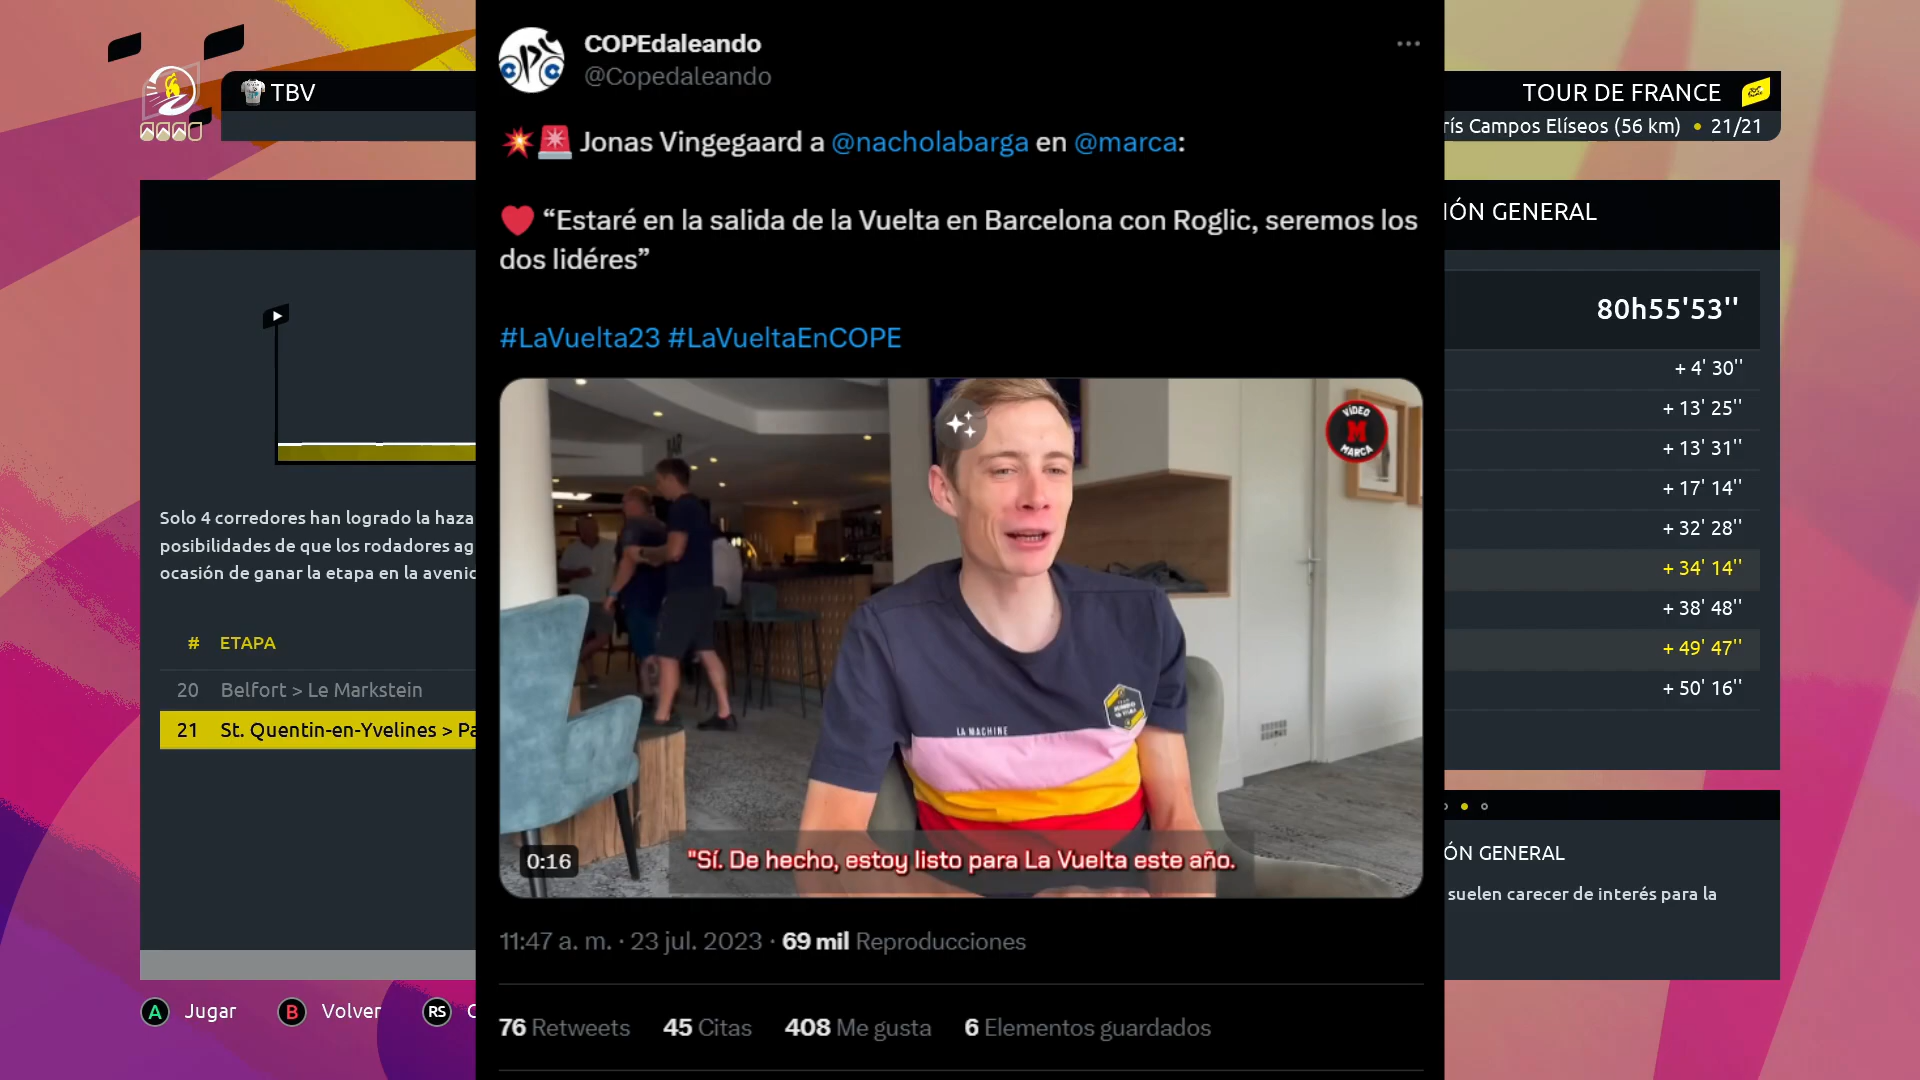 COPEdaleando
@Copedaleando
TBV
TOUR DE FRANCE
rís Campos Elíseos (56 km) • 21/21
Jonas Vingegaard a @nacholabarga en @marca:
“Estaré en la salida de la Vuelta en Barcelona con Roglic, seremos los
dos lidéres”
#LaVuelta23 #LaVueltaEnCOPE
VÍDEO
M
MARCA
LA MACHINE
0:16
"Sí. De hecho, estoy listo para La Vuelta este año.
11:47 a. m. · 23 jul. 2023 · 69 mil Reproducciones
76 Retweets 45 Citas 408 Me gusta 6 Elementos guardados
Solo 4 corredores han logrado la haza
posibilidades de que los rodadores ag
ocasión de ganar la etapa en la avenid
# ETAPA
20 Belfort > Le Markstein
21 St. Quentin-en-Yvelines > Pa
A Jugar B Volver RS C
IÓN GENERAL
80h55'53''
+ 4' 30''
+ 13' 25''
+ 13' 31''
+ 17' 14''
+ 32' 28''
+ 34' 14''
+ 38' 48''
+ 49' 47''
+ 50' 16''
ÓN GENERAL
suelen carecer de interés para la